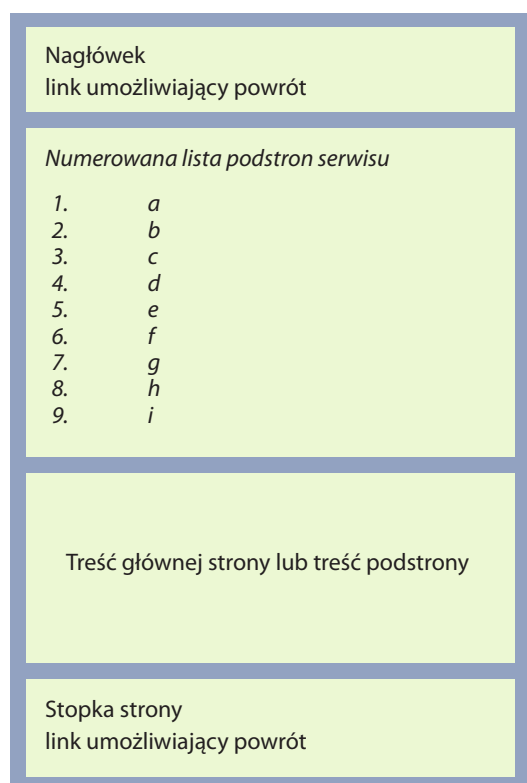 Nagłówek
link umożliwiający powrót
Numerowana lista podstron serwisu
1. a
2. b
3. c
4. d
5. e
6. f
7. g
8. h
9. i
Treść głównej strony lub treść podstrony
Stopka strony
link umożliwiający powrót